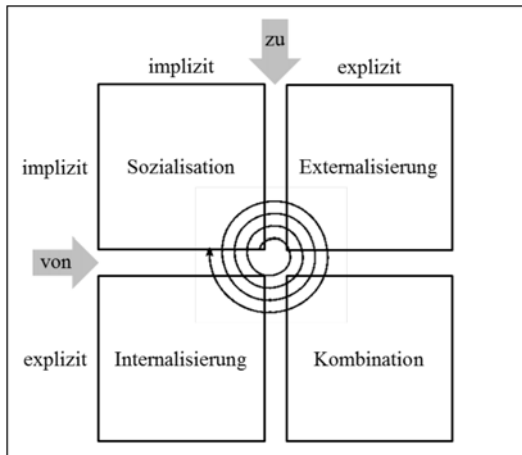 zu
implizit explizit
implizit Sozialisation Externalisierung
von
explizit Internalisierung Kombination